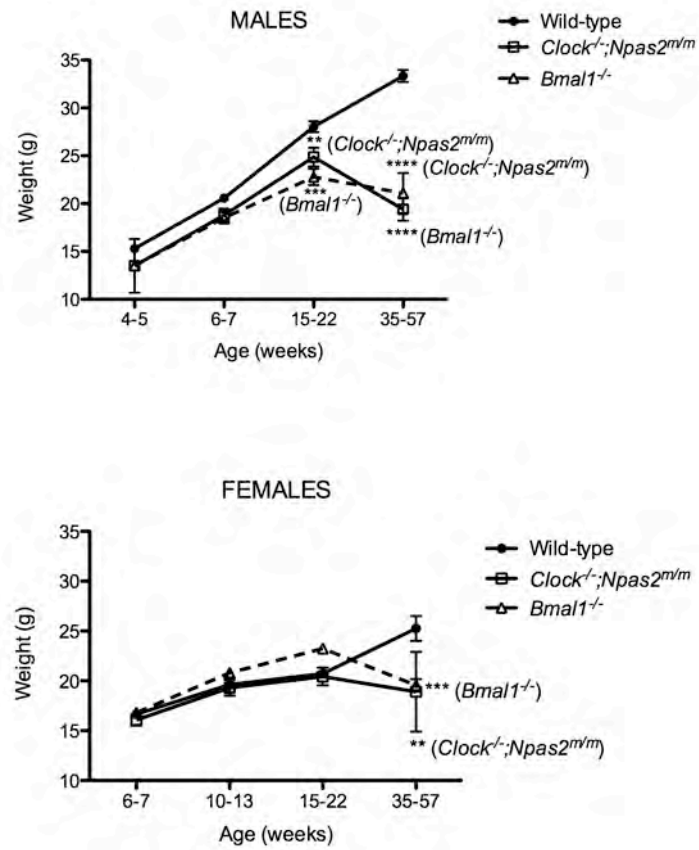 MALES
Wild-type
Clock-/-;Npas2m/m
Bmal1-/-
35
30
25
20
15
10
Weight (g)
** (Clock-/-;Npas2m/m)
**** (Clock-/-;Npas2m/m)
***
(Bmal1-/-)
**** (Bmal1-/-)
4-5 6-7 15-22 35-57
Age (weeks)
FEMALES
Wild-type
Clock-/-;Npas2m/m
Bmal1-/-
35
30
25
20
15
10
Weight (g)
*** (Bmal1-/-)
** (Clock-/-;Npas2m/m)
6-7 10-13 15-22 35-57
Age (weeks)